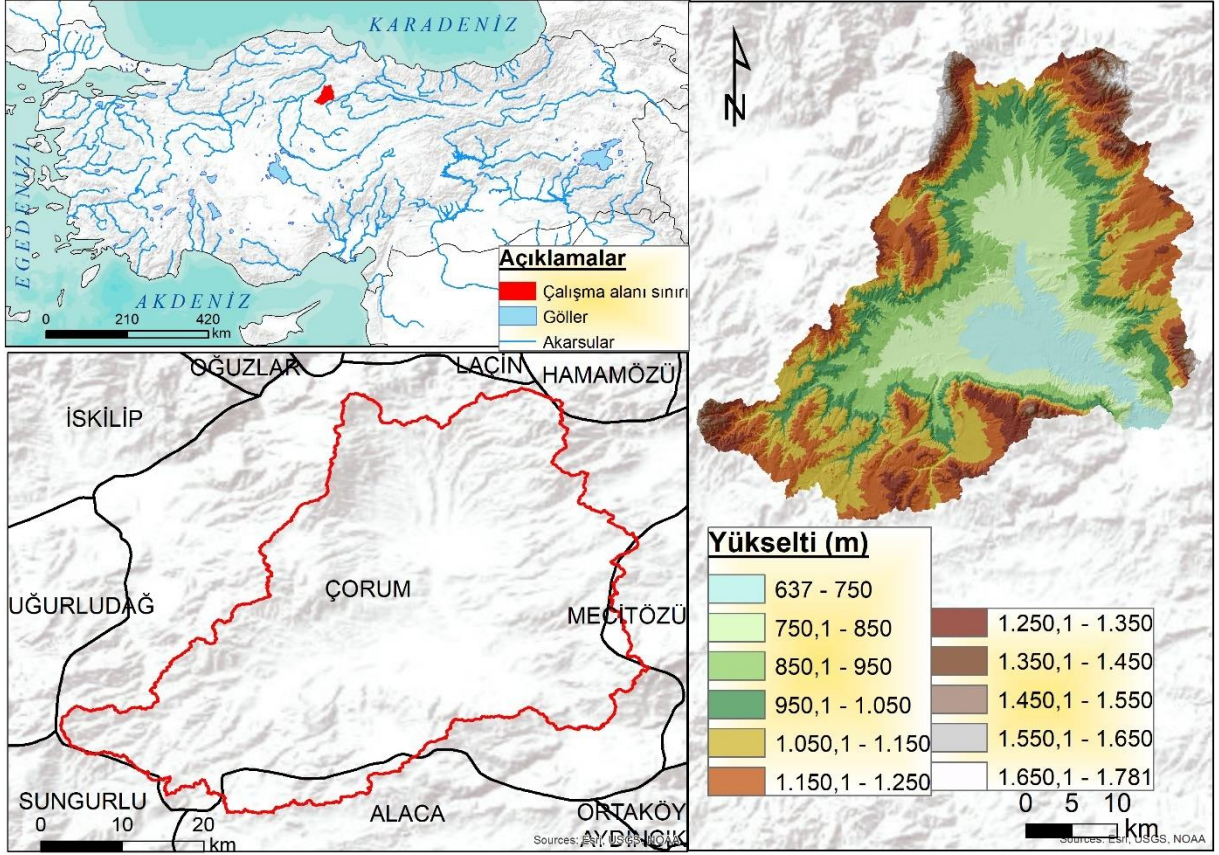 KARADENİZ
EGEDENİZİ
AKDENİZ
0 210 420
km
Açıklamalar
Çalışma alanı sınırı
Göller
Akarsular
OĞUZLAR
LAÇİN
HAMAMÖZÜ
İSKİLİP
ÇORUM
UĞURLUDAĞ
MECİTÖZÜ
SUNGURLU
ALACA
ORTAKÖY
AYDINCIK
0 10 20
km
Sources: Esri, USGS, NOAA
N
Yükselti (m)
637 - 750
750,1 - 850
850,1 - 950
950,1 - 1.050
1.050,1 - 1.150
1.150,1 - 1.250
1.250,1 - 1.350
1.350,1 - 1.450
1.450,1 - 1.550
1.550,1 - 1.650
1.650,1 - 1.781
0 5 10
km
Sources: Esri, USGS, NOAA